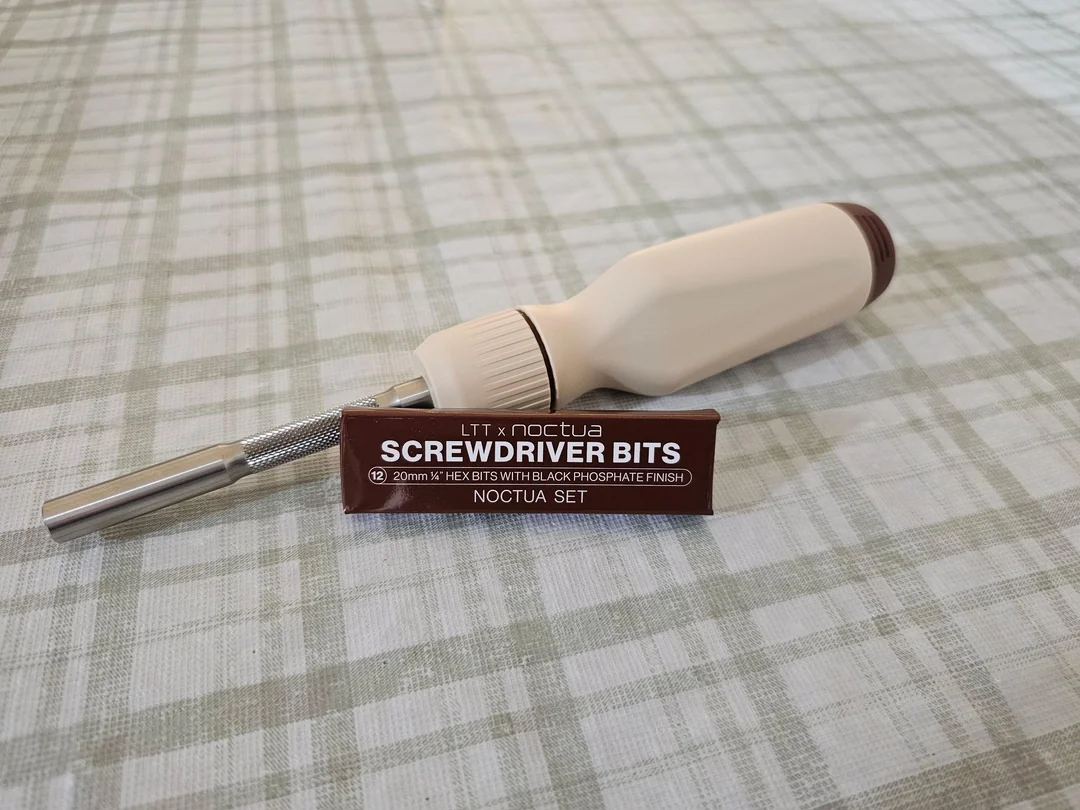 LTT x noctua
SCREWDRIVER BITS
12 20mm ¼" HEX BITS WITH BLACK PHOSPHATE FINISH
NOCTUA SET